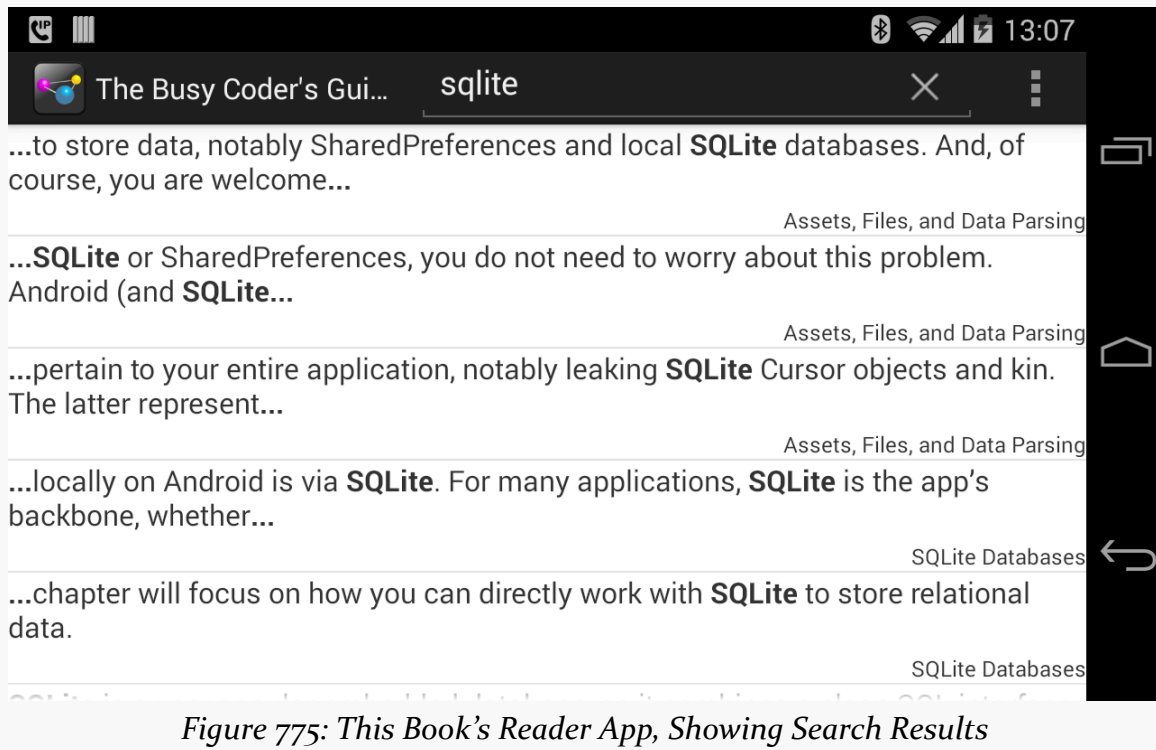 13:07
The Busy Coder's Gui... sqlite
...to store data, notably SharedPreferences and local SQLite databases. And, of
course, you are welcome...
Assets, Files, and Data Parsing
...SQLite or SharedPreferences, you do not need to worry about this problem.
Android (and SQLite...
Assets, Files, and Data Parsing
...pertain to your entire application, notably leaking SQLite Cursor objects and kin.
The latter represent...
Assets, Files, and Data Parsing
...locally on Android is via SQLite. For many applications, SQLite is the app’s
backbone, whether...
SQLite Databases
...chapter will focus on how you can directly work with SQLite to store relational
data.
SQLite Databases
Figure 775: This Book’s Reader App, Showing Search Results